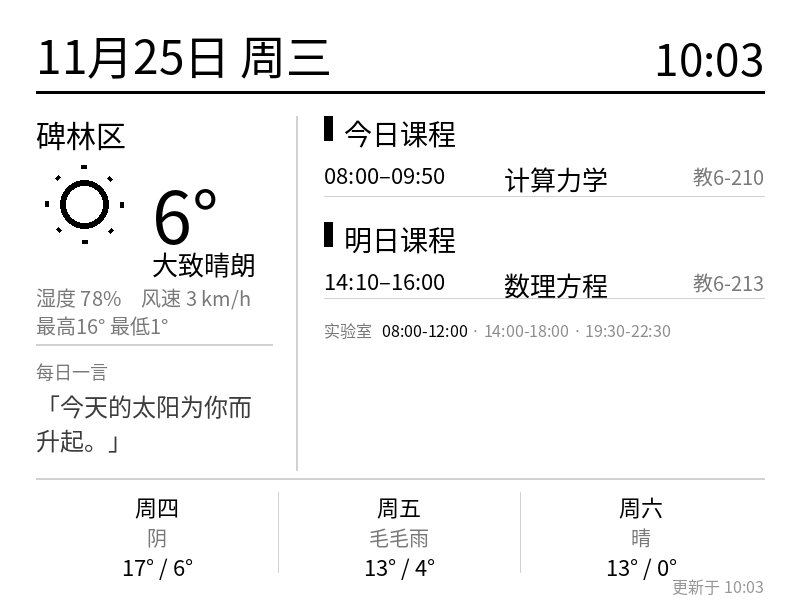 11月25日 周三
10:03
碑林区
6°
大致晴朗
湿度 78% 风速 3 km/h
最高16° 最低1°
每日一言
「今天的太阳为你而
升起。」
今日课程
08:00–09:50 计算力学 教6-210
明日课程
14:10–16:00 数理方程 教6-213
实验室 08:00-12:00 · 14:00-18:00 · 19:30-22:30
周四
阴
17° / 6°
周五
毛毛雨
13° / 4°
周六
晴
13° / 0°
更新于 10:03